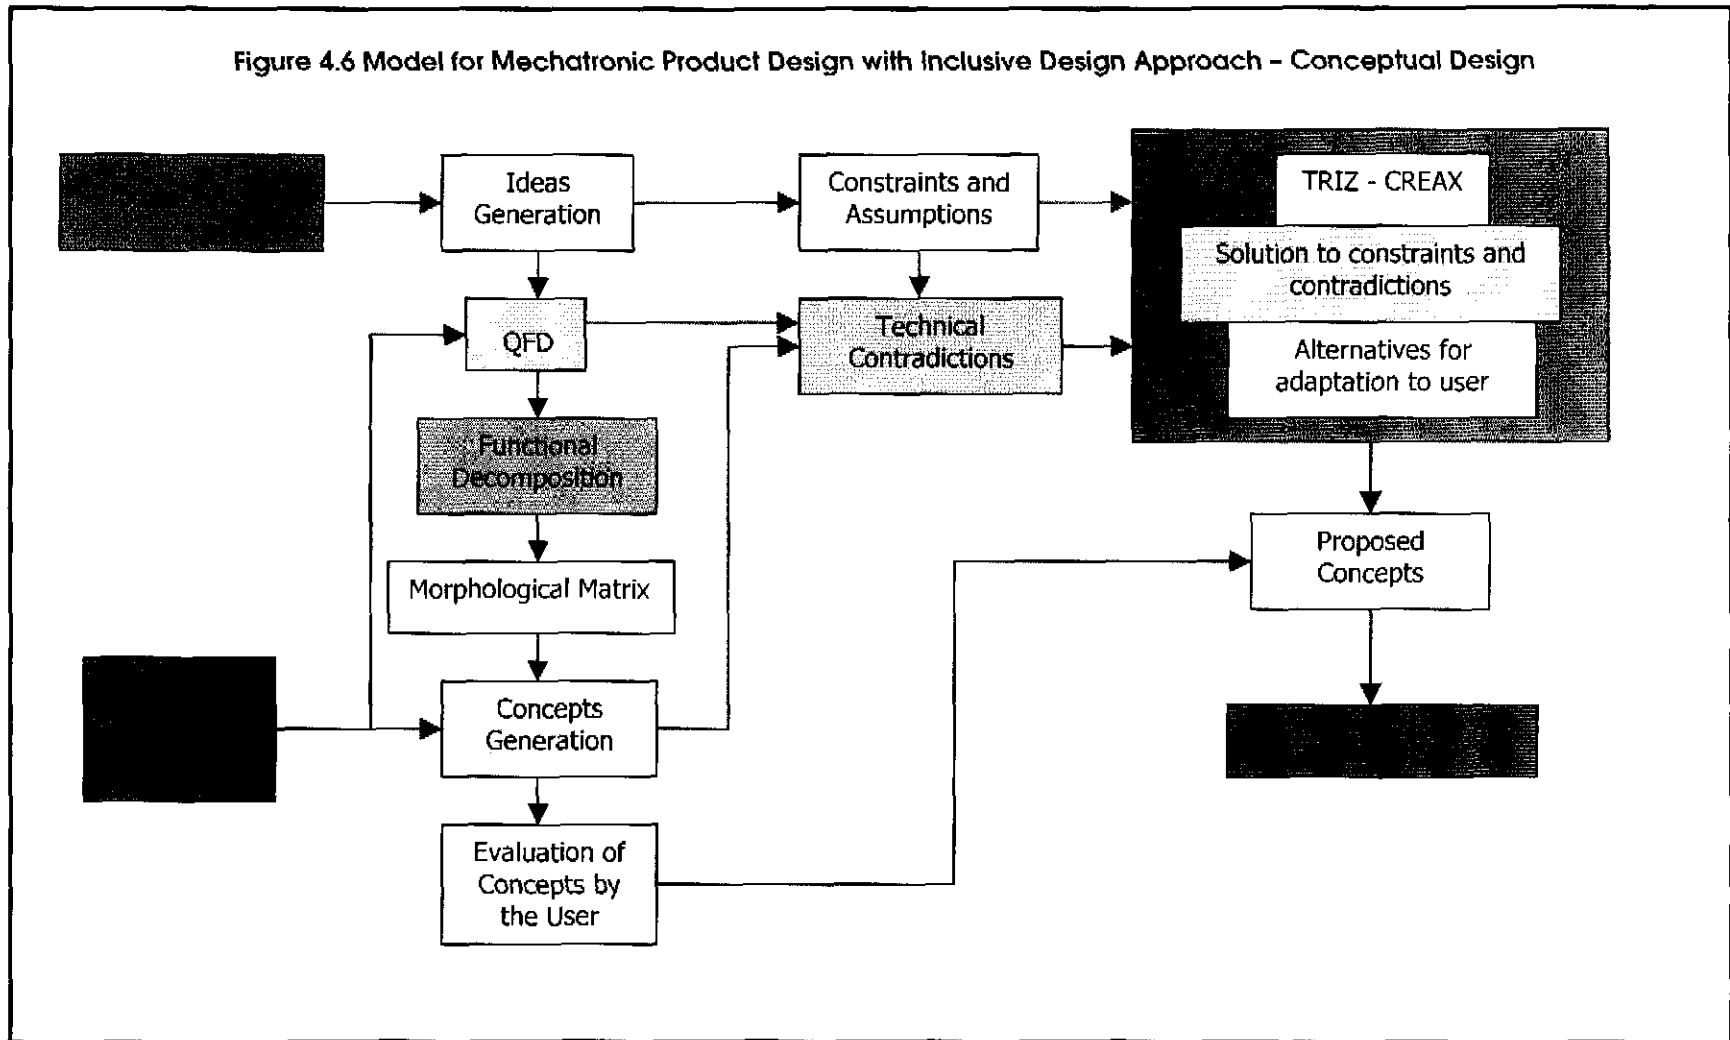 Figure 4.6 Model for Mechatronic Product Design with Inclusive Design Approach – Conceptual Design
Ideas
Generation
Constraints and
Assumptions
TRIZ - CREAX
Solution to constraints and
contradictions
Alternatives for
adaptation to user
QFD
Technical
Contradictions
Functional
Decomposition
Morphological Matrix
Proposed
Concepts
Concepts
Generation
Evaluation of
Concepts by
the User